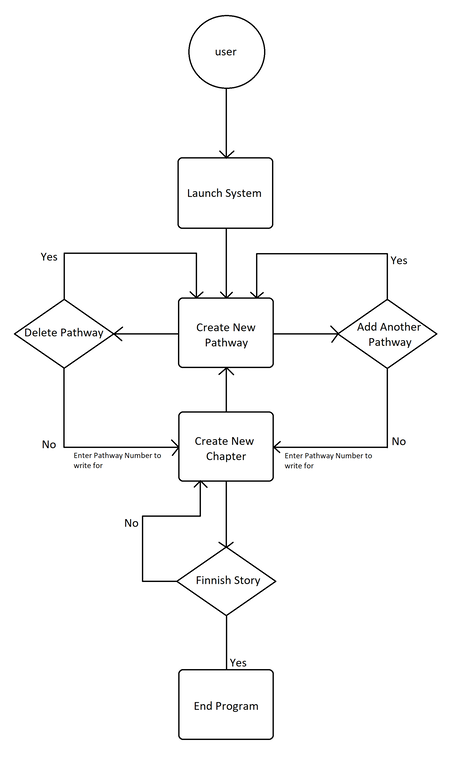 user
Launch System
Yes
Yes
Delete Pathway
Create New
Pathway
Add Another
Pathway
No
Enter Pathway Number to
write for
Create New
Chapter
No
Enter Pathway Number to
write for
No
Finnish Story
Yes
End Program